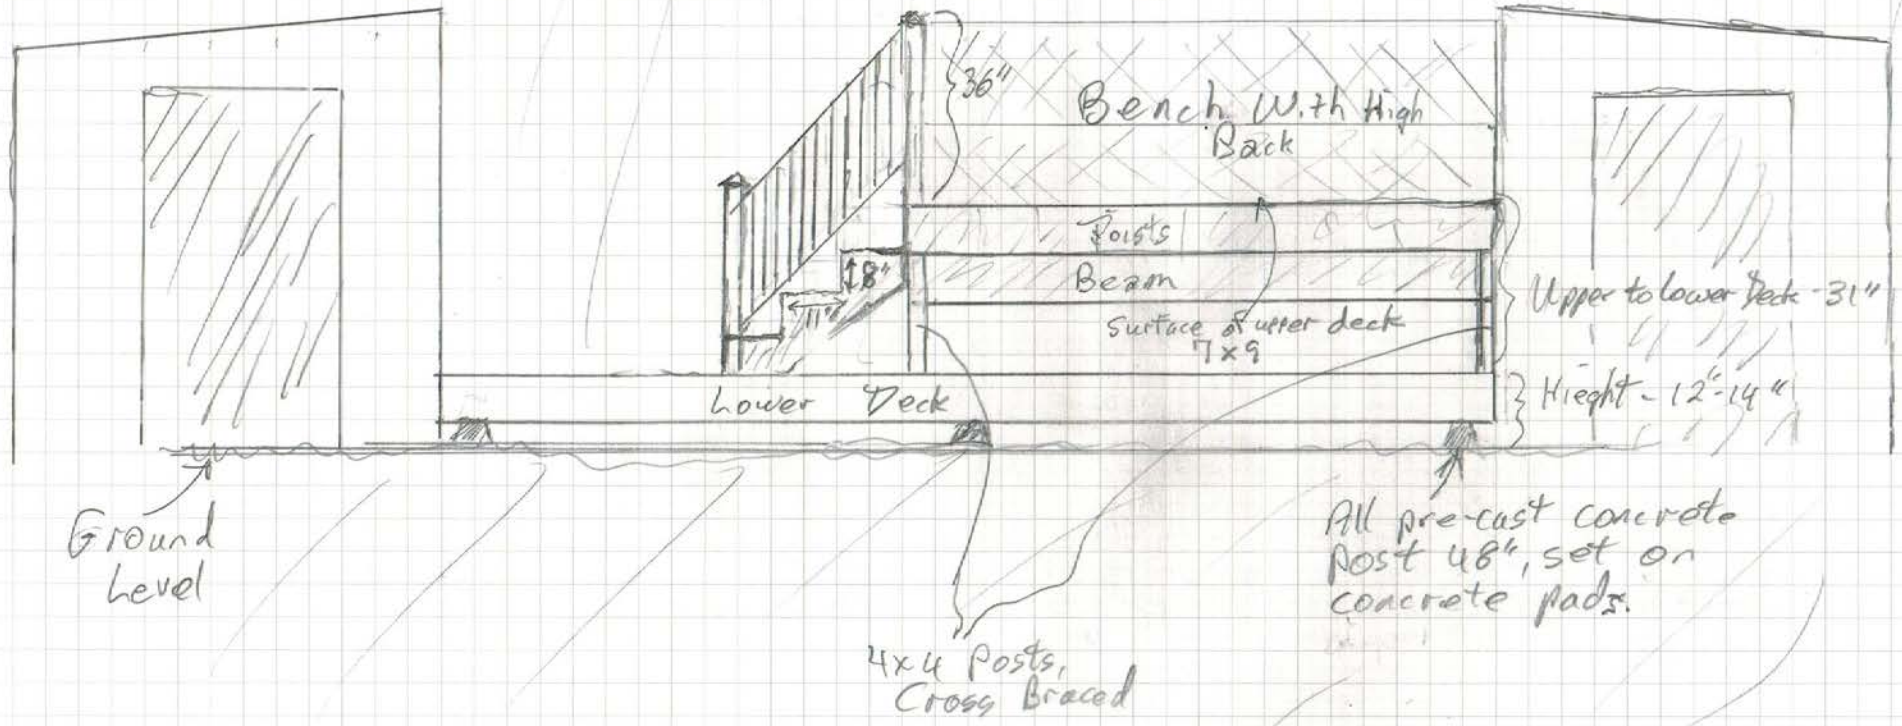 36"
Bench With High
Back
Joists
8"
Beam
11"
Surface of upper deck
7x9
Upper to Lower Deck - 31"
Lower Deck
Hieght - 12"-14"
Ground
Level
All pre-cast concrete
Post 48", set on
concrete pads.
4x4 Posts,
Cross Braced